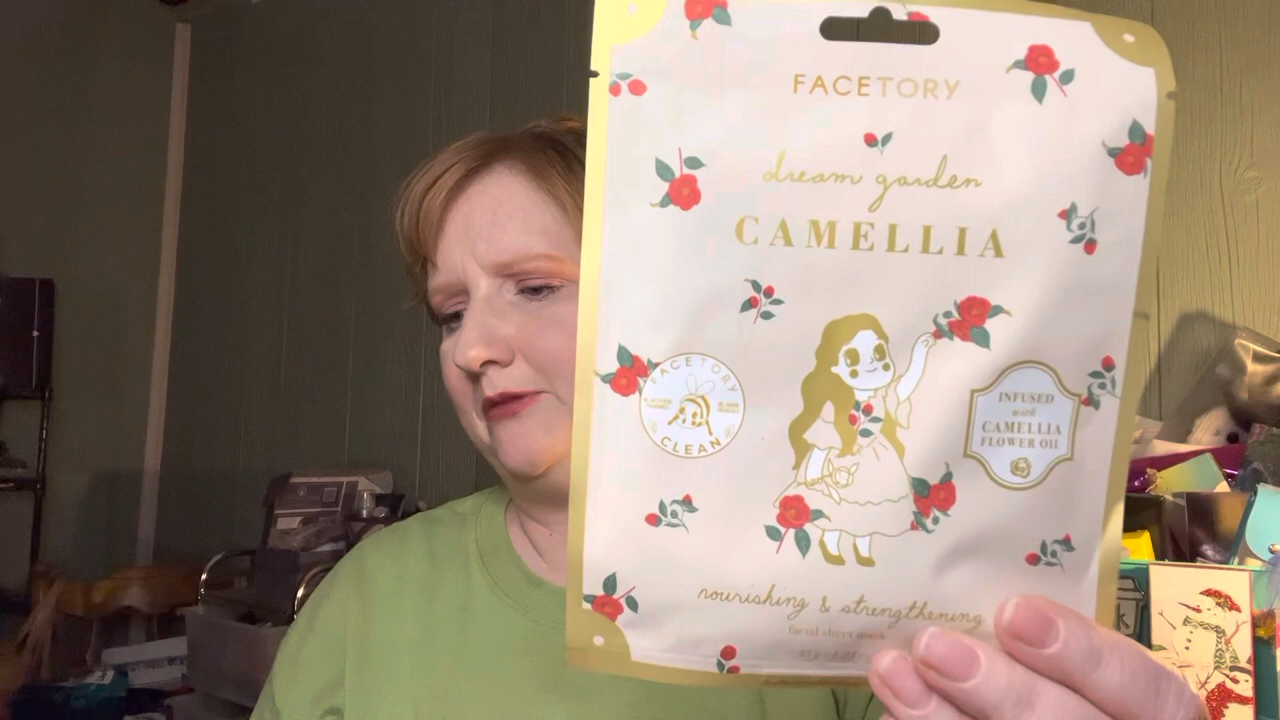 FACETORY
dream garden
CAMELLIA
FACETORY
CLEAN
INFUSED
with
CAMELLIA
FLOWER OIL
nourishing & strengthening
facial sheet mask